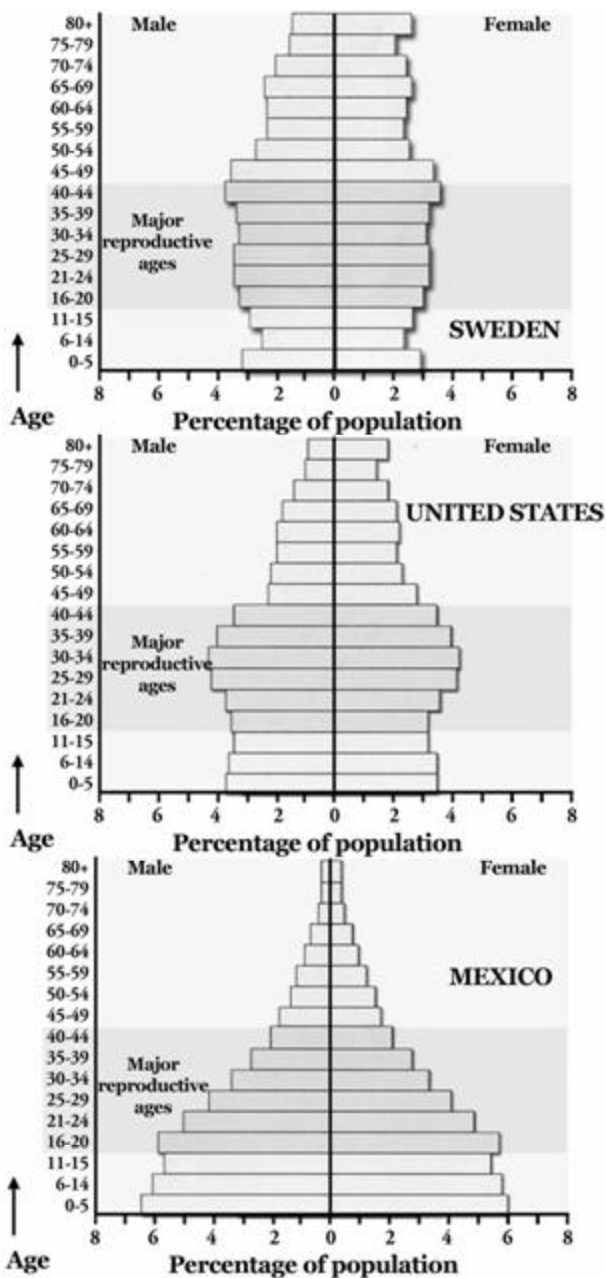 80+ Male Female
75-79
70-74
65-69
60-64
55-59
50-54
45-49
40-44
35-39 Major
30-34 reproductive
25-29 ages
21-24
16-20
11-15
6-14 SWEDEN
0-5
8 6 4 2 0 2 4 6 8
Age Percentage of population
80+ Male Female
75-79
70-74
65-69 UNITED STATES
60-64
55-59
50-54
45-49
40-44
35-39
30-34 Major
25-29 reproductive
21-24 ages
16-20
11-15
6-14
0-5
8 6 4 2 0 2 4 6 8
Age Percentage of population
80+ Male Female
75-79
70-74
65-69
60-64
55-59 MEXICO
50-54
45-49
40-44
35-39 Major
30-34 reproductive
25-29 ages
21-24
16-20
11-15
6-14
0-5
8 6 4 2 0 2 4 6 8
Age Percentage of population